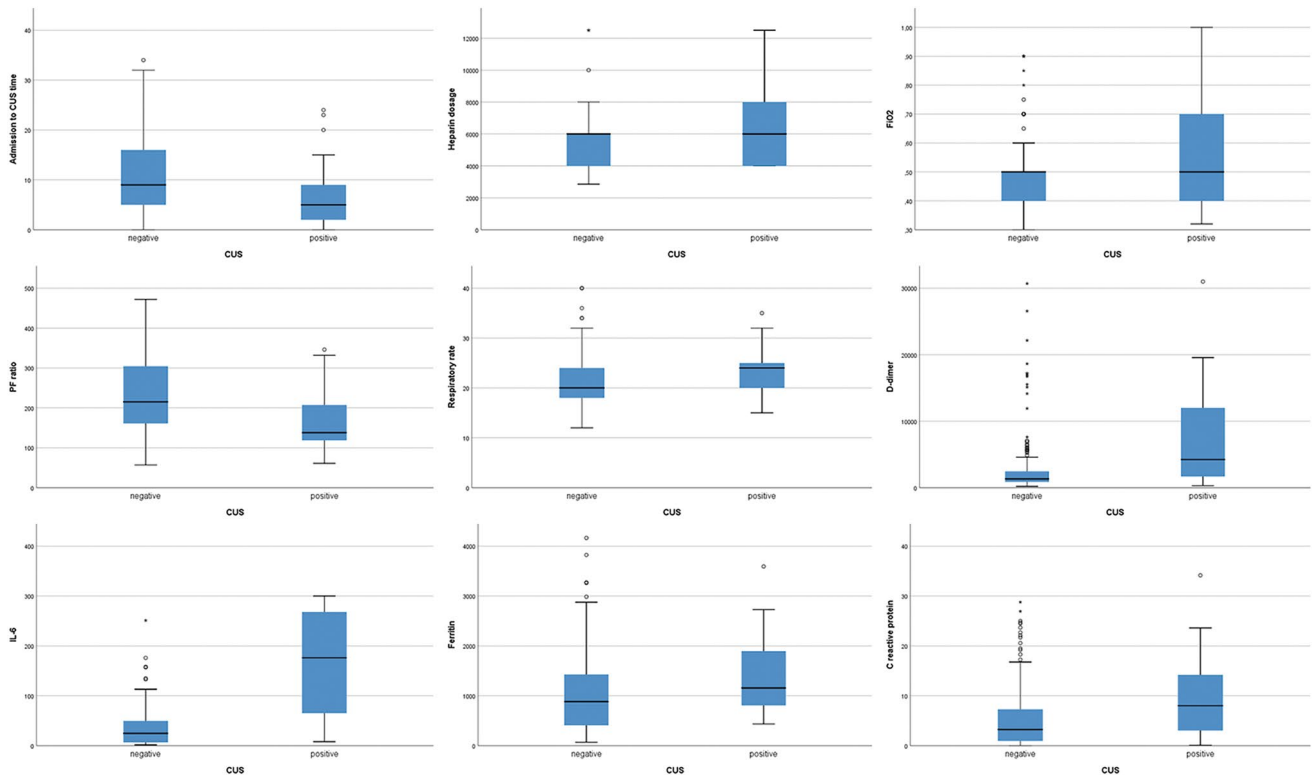 Admission to CUS time
40
30
20
10
0
negative
positive
CUS
Heparin dosage
12000
10000
8000
6000
4000
2000
0
negative
positive
CUS
FiO2
1,00
,90
,80
,70
,60
,50
,40
,30
negative
positive
CUS
PF ratio
500
400
300
200
100
0
negative
positive
CUS
Respiratory rate
40
30
20
10
0
negative
positive
CUS
D-dimer
30000
20000
10000
0
negative
positive
CUS
IL-6
400
300
200
100
0
negative
positive
CUS
Ferritin
4000
3000
2000
1000
0
negative
positive
CUS
C reactive protein
40
30
20
10
0
negative
positive
CUS